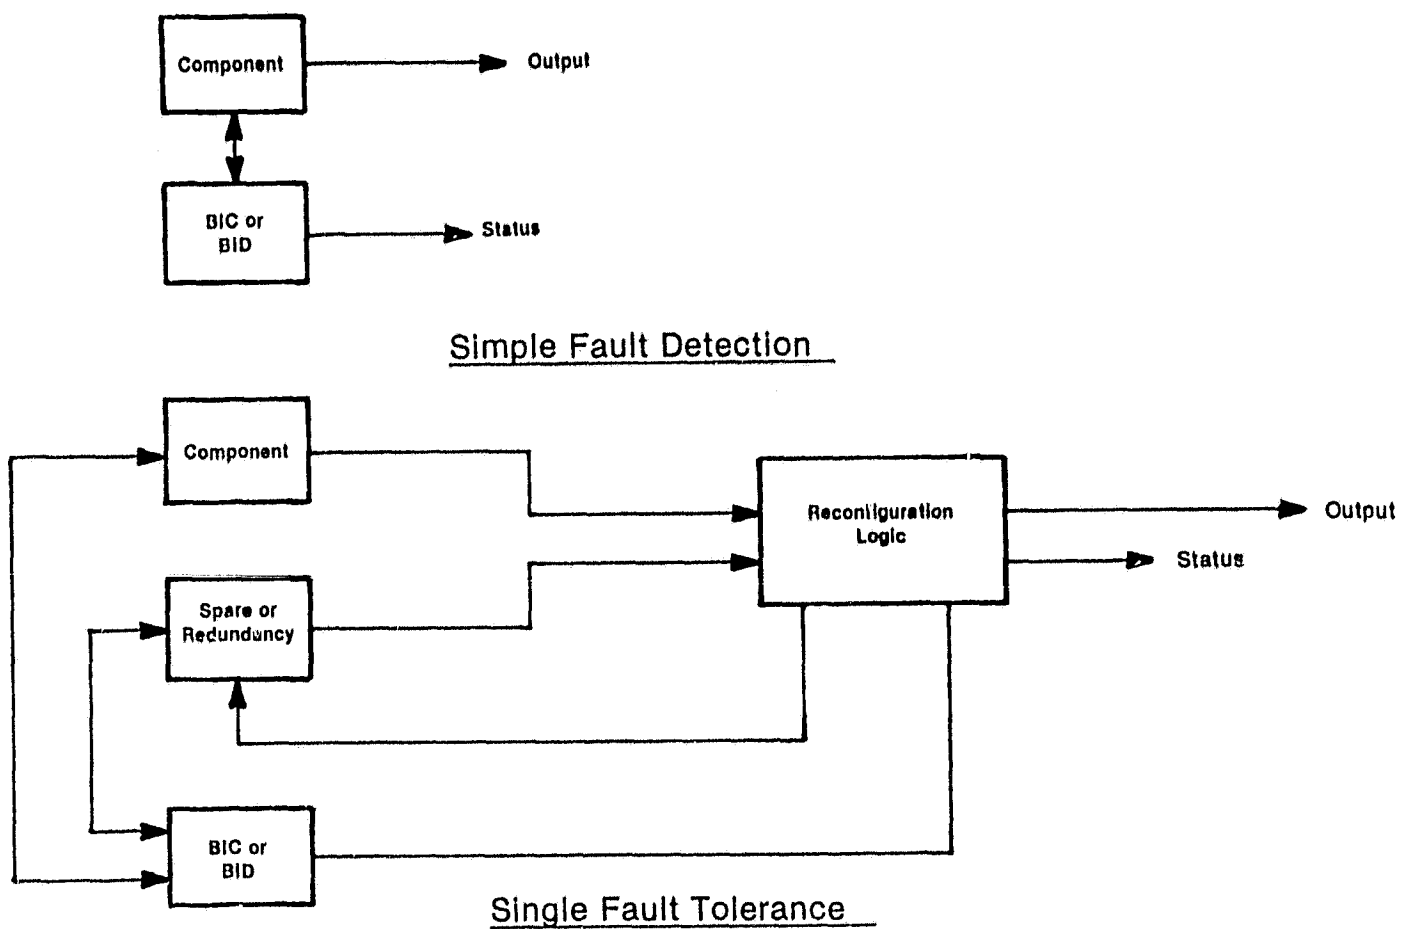 Component
Output
BIC or
BID
Status
Simple Fault Detection
Component
Reconfiguration
Logic
Output
Status
Spare or
Redundancy
BIC or
BID
Single Fault Tolerance